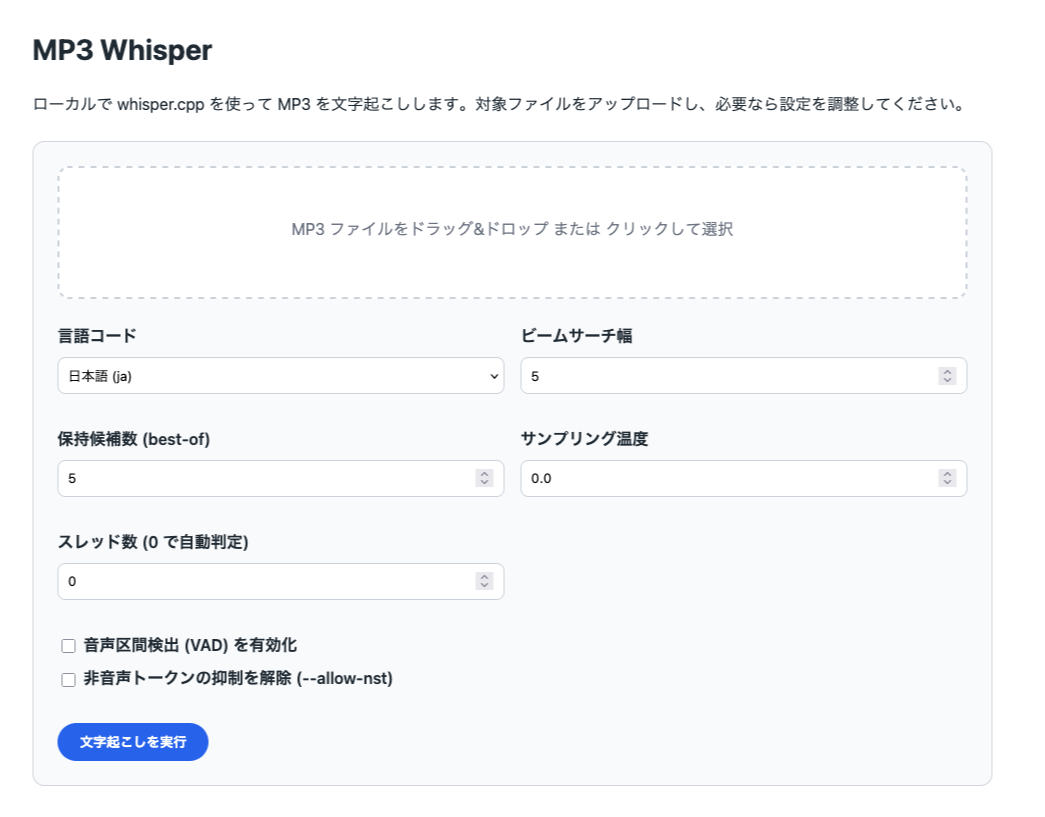 MP3 Whisper
ローカルで whisper.cpp を使って MP3 を文字起こしします。対象ファイルをアップロードし、必要なら設定を調整してください。
MP3 ファイルをドラッグ&ドロップ または クリックして選択
言語コード
ビームサーチ幅
日本語 (ja)
5
保持候補数 (best-of)
サンプリング温度
5
0.0
スレッド数 (0 で自動判定)
0
音声区間検出 (VAD) を有効化
非音声トークンの抑制を解除 (--allow-nst)
文字起こしを実行